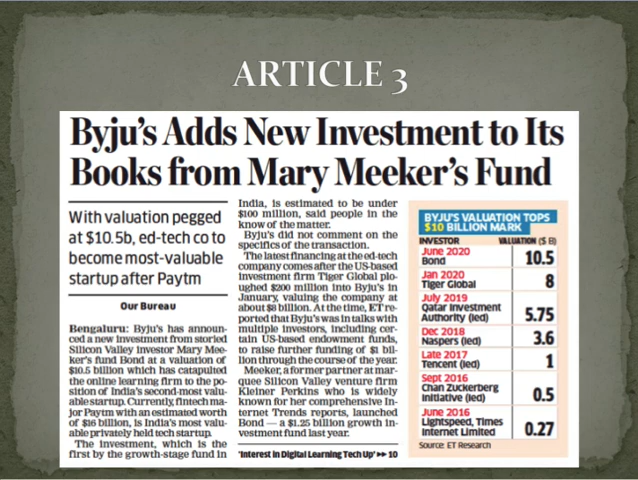 ARTICLE 3
Byju's Adds New Investment to Its
Books from Mary Meeker's Fund
With valuation pegged
at $10.5b, ed-tech co to
become most-valuable
startup after Paytm
Our Bureau
Bengaluru: Byju's has announ-
ced a new investment from storied
Silicon Valley investor Mary Mee-
ker's fund Bond at a valuation of
$10.5 billion which has catapulted
the online learning firm to the po-
sition of India's second-most valu-
able startup. Currently, fintech ma-
jor Paytm with an estimated worth
of $16 billion, is India's most valu-
able privately held tech startup.
The investment, which is the
first by the growth-stage fund in
India, is estimated to be under
$100 million, said people in the
know of the matter.
Byju's did not comment on the
specifics of the transaction.
The latest financing at the ed-tech
company comes after the US-based
investment firm Tiger Global plo-
ughed $200 million into Byju's in
January, valuing the company at
about $8 billion. At the time, ET re-
ported that Byju's was in talks with
multiple investors, including cer-
tain US-based endowment funds,
to raise further funding of $1 bil-
lion through the course of the year.
Meeker, a former partner at mar-
quee Silicon Valley venture firm
Kleiner Perkins who is widely
known for her comprehensive In-
ternet Trends reports, launched
Bond — a $1.25 billion growth in-
vestment fund last year.
'Interest in Digital Learning Tech Up' ▸▸ 10
BYJU'S VALUATION TOPS
$10 BILLION MARK
INVESTOR VALUATION ($ B)
June 2020
Bond 10.5
Jan 2020
Tiger Global 8
July 2019
Qatar Investment
Authority (led) 5.75
Dec 2018
Naspers (led) 3.6
Late 2017
Tencent (led) 1
Sept 2016
Chan Zuckerberg
Initiative (led) 0.5
June 2016
Lightspeed, Times
Internet Limited 0.27
Source: ET Research